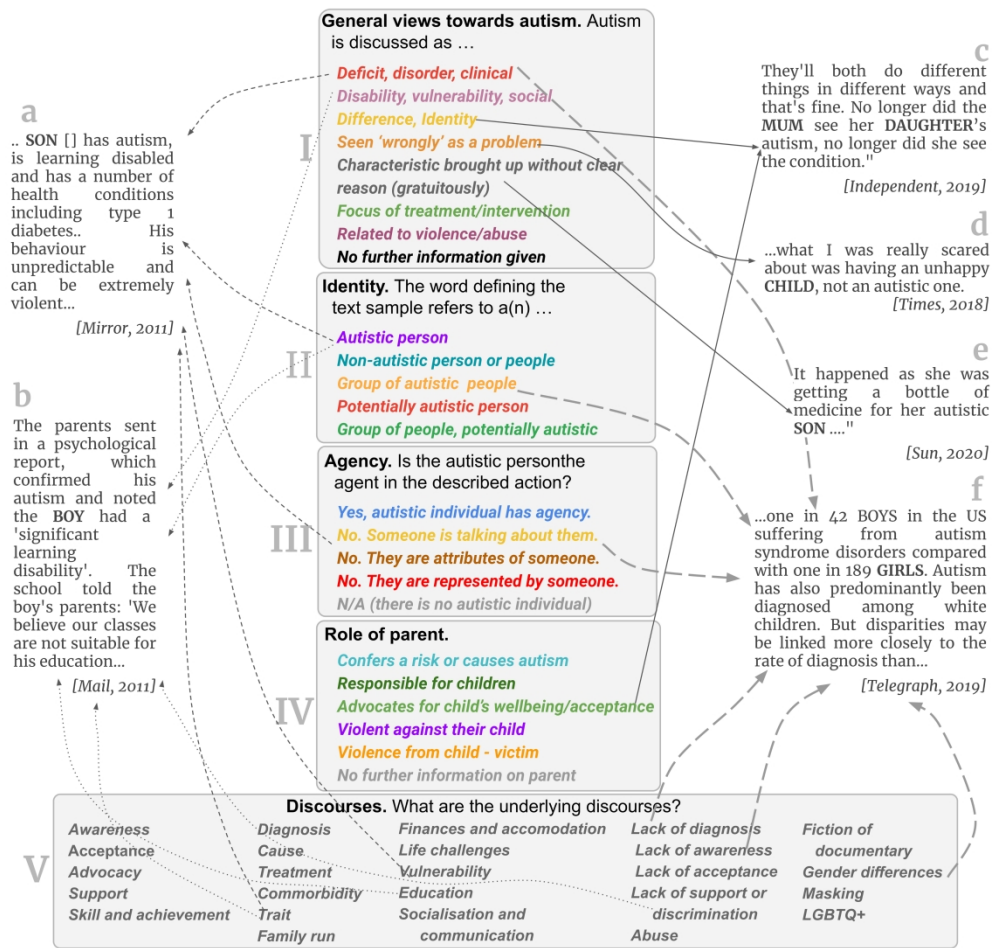 General views towards autism. Autism
is discussed as …
Deficit, disorder, clinical
Disability, vulnerability, social
Difference, Identity
Seen 'wrongly' as a problem
Characteristic brought up without clear
reason (gratuitously)
Focus of treatment/intervention
Related to violence/abuse
No further information given
I
Identity. The word defining the
text sample refers to a(n) …
Autistic person
Non-autistic person or people
Group of autistic people
Potentially autistic person
Group of people, potentially autistic
II
Agency. Is the autistic personthe
agent in the described action?
Yes, autistic individual has agency.
No. Someone is talking about them.
No. They are attributes of someone.
No. They are represented by someone.
N/A (there is no autistic individual)
III
Role of parent.
Confers a risk or causes autism
Responsible for children
Advocates for child's wellbeing/acceptance
Violent against their child
Violence from child - victim
No further information on parent
IV
a
.. SON [] has autism,
is learning disabled
and has a number of
health conditions
including type 1
diabetes.. His
behaviour is
unpredictable and
can be extremely
violent...
[Mirror, 2011]
b
The parents sent
in a psychological
report, which
confirmed his
autism and noted
the BOY had a
'significant
learning
disability'. The
school told the
boy's parents: 'We
believe our classes
are not suitable for
his education...
[Mail, 2011]
c
They'll both do different
things in different ways and
that's fine. No longer did the
MUM see her DAUGHTER's
autism, no longer did she see
the condition."
[Independent, 2019]
d
...what I was really scared
about was having an unhappy
CHILD, not an autistic one.
[Times, 2018]
e
It happened as she was
getting a bottle of
medicine for her autistic
SON ...."
[Sun, 2020]
f
...one in 42 BOYS in the US
suffering from autism
syndrome disorders compared
with one in 189 GIRLS. Autism
has also predominantly been
diagnosed among white
children. But disparities may
be linked more closely to the
rate of diagnosis than...
[Telegraph, 2019]
Discourses. What are the underlying discourses?
V
Awareness
Acceptance
Advocacy
Support
Skill and achievement
Diagnosis
Cause
Treatment
Commorbidity
Trait
Family run
Finances and accomodation
Life challenges
Vulnerability
Education
Socialisation and
communication
Lack of diagnosis
Lack of awareness
Lack of acceptance
Lack of support or
discrimination
Abuse
Fiction of
documentary
Gender differences
Masking
LGBTQ+